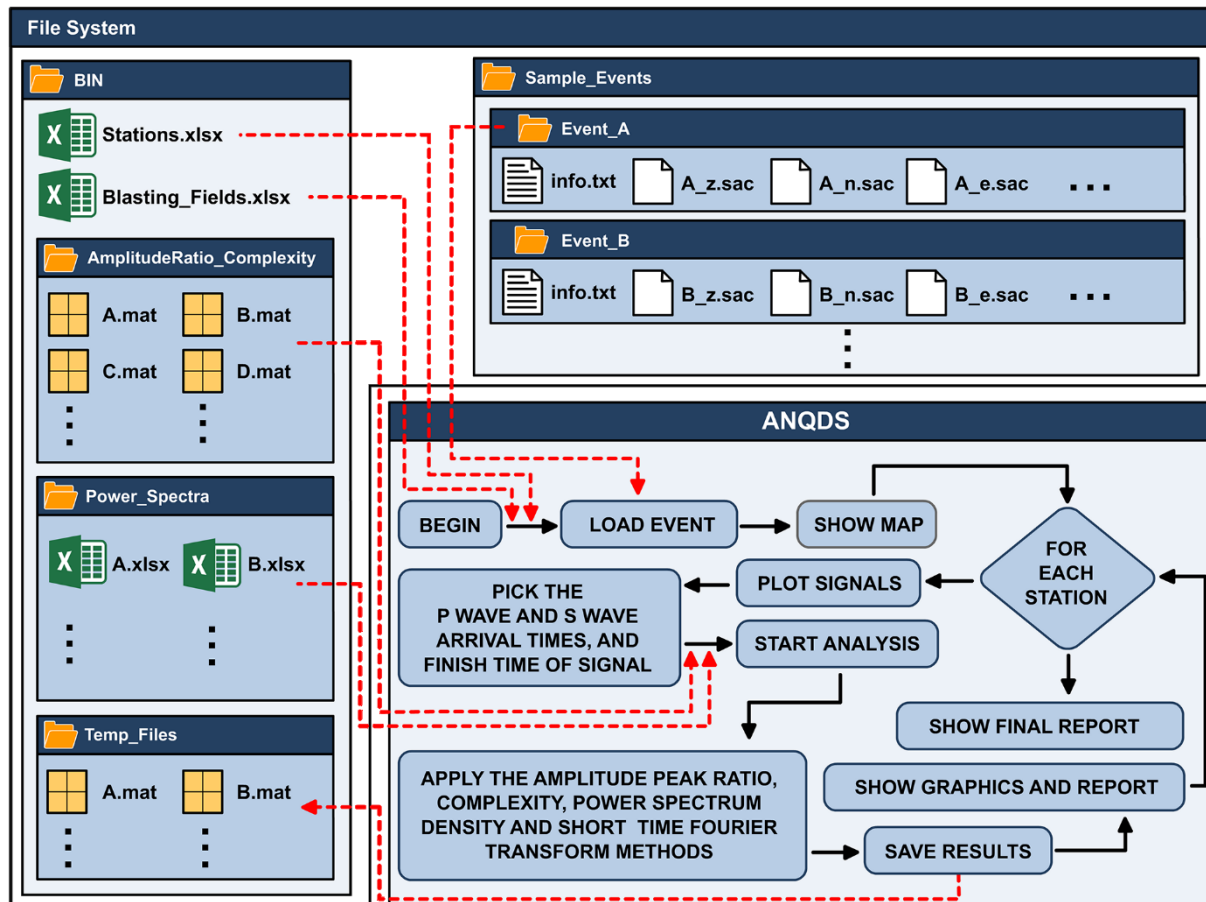 File System
BIN
Stations.xlsx
Blasting_Fields.xlsx
AmplitudeRatio_Complexity
A.mat
B.mat
C.mat
D.mat
Power_Spectra
A.xlsx
B.xlsx
Temp_Files
A.mat
B.mat
Sample_Events
Event_A
info.txt
A_z.sac
A_n.sac
A_e.sac
...
Event_B
info.txt
B_z.sac
B_n.sac
B_e.sac
...
ANQDS
BEGIN
LOAD EVENT
SHOW MAP
FOR
EACH
STATION
PLOT SIGNALS
PICK THE
P WAVE AND S WAVE
ARRIVAL TIMES, AND
FINISH TIME OF SIGNAL
START ANALYSIS
APPLY THE AMPLITUDE PEAK RATIO,
COMPLEXITY, POWER SPECTRUM
DENSITY AND SHORT TIME FOURIER
TRANSFORM METHODS
SAVE RESULTS
SHOW GRAPHICS AND REPORT
SHOW FINAL REPORT